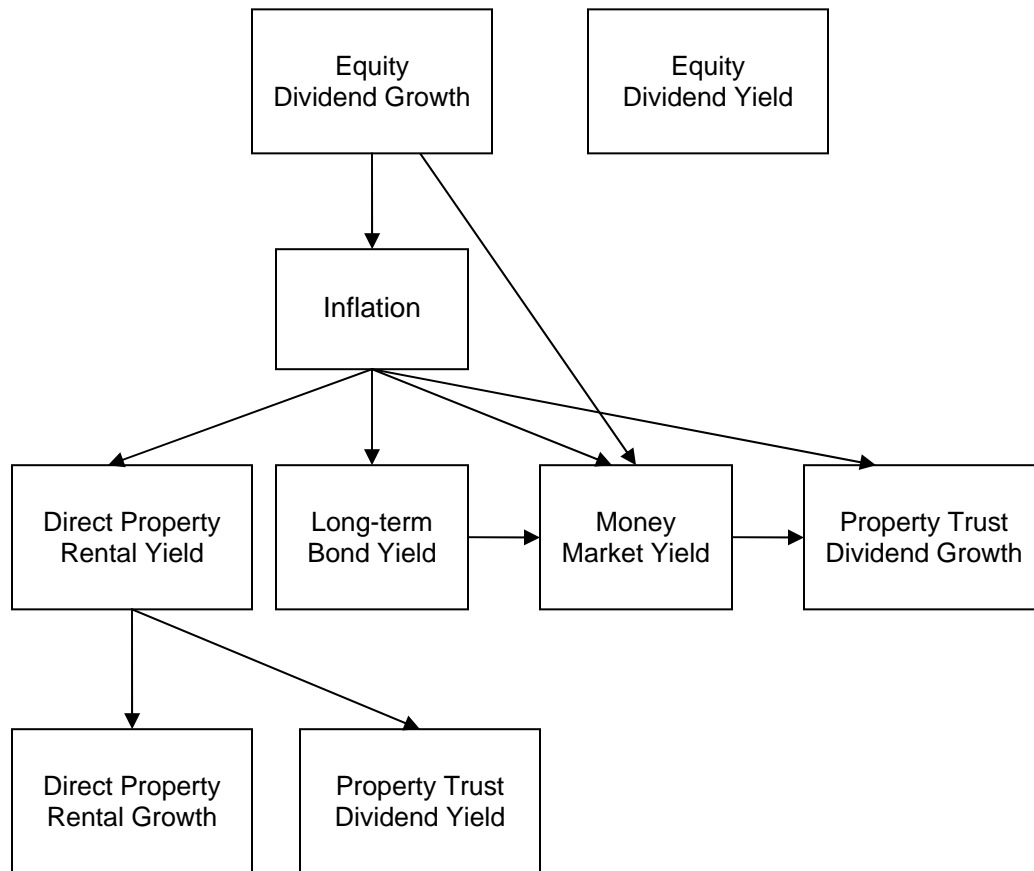 Equity
Dividend Growth
Equity
Dividend Yield
Inflation
Direct Property
Rental Yield
Long-term
Bond Yield
Money
Market Yield
Property Trust
Dividend Growth
Direct Property
Rental Growth
Property Trust
Dividend Yield